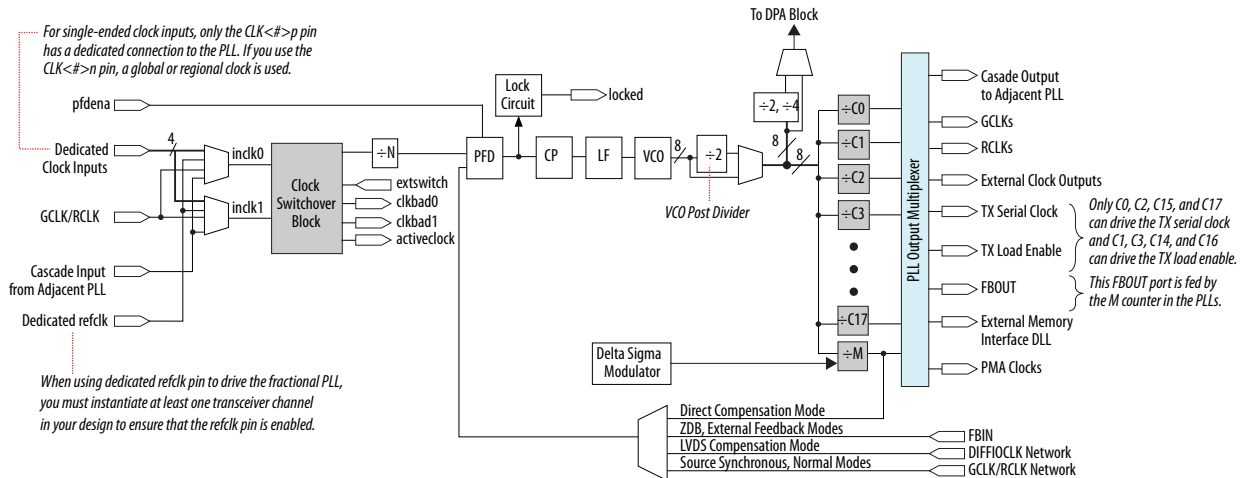 To DPA Block
For single-ended clock inputs, only the CLK<#>p pin
has a dedicated connection to the PLL. If you use the
CLK<#>n pin, a global or regional clock is used.
pfdena
Lock
Circuit
locked
÷2, ÷4
Dedicated
Clock Inputs
4
inclk0
inclk1
Clock
Switchover
Block
÷N
extswitch
clkbad0
clkbad1
activeclock
GCLK/RCLK
Cascade Input
from Adjacent PLL
Dedicated refclk
When using dedicated refclk pin to drive the fractional PLL,
you must instantiate at least one transceiver channel
in your design to ensure that the refclk pin is enabled.
PFD
CP
LF
VCO
8
÷2
VCO Post Divider
8
8
÷C0
÷C1
÷C2
÷C3
÷C17
÷M
Delta Sigma
Modulator
PLL Output Multiplexer
Casade Output
to Adjacent PLL
GCLKs
RCLKs
External Clock Outputs
TX Serial Clock
TX Load Enable
FBOUT
External Memory
Interface DLL
PMA Clocks
Only C0, C2, C15, and C17
can drive the TX serial clock
and C1, C3, C14, and C16
can drive the TX load enable.
This FBOUT port is fed by
the M counter in the PLLs.
Direct Compensation Mode
ZDB, External Feedback Modes
LVDS Compensation Mode
Source Synchronous, Normal Modes
FBIN
DIFFIOCLK Network
GCLK/RCLK Network